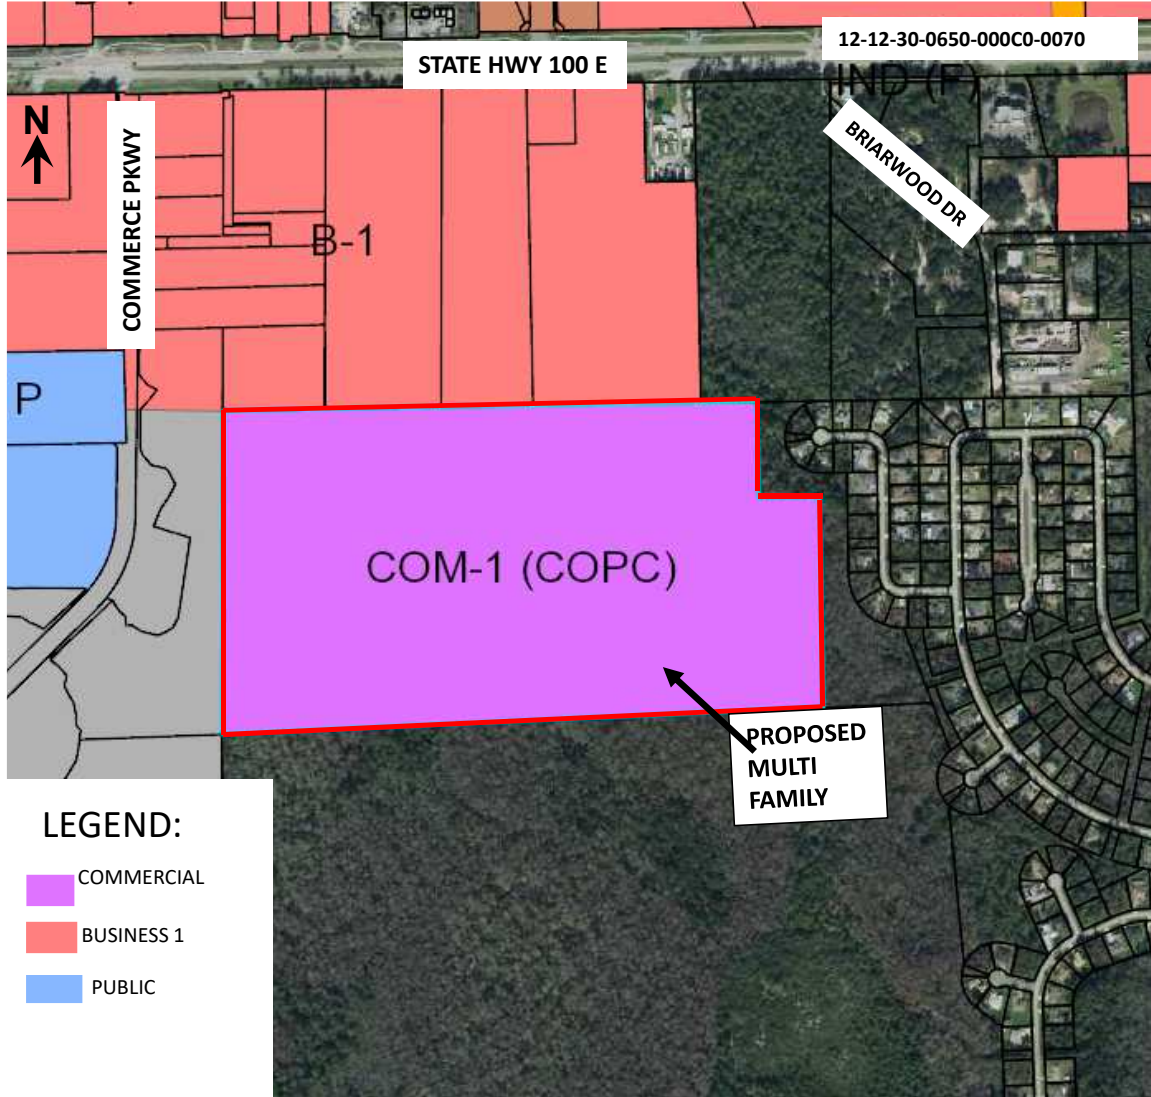 12-12-30-0650-000C0-0070
STATE HWY 100 E
IND (F)
N
COMMERCE PKWY
BRIARWOOD DR
B-1
P
COM-1 (COPC)
PROPOSED
MULTI
FAMILY
LEGEND:
COMMERCIAL
BUSINESS 1
PUBLIC